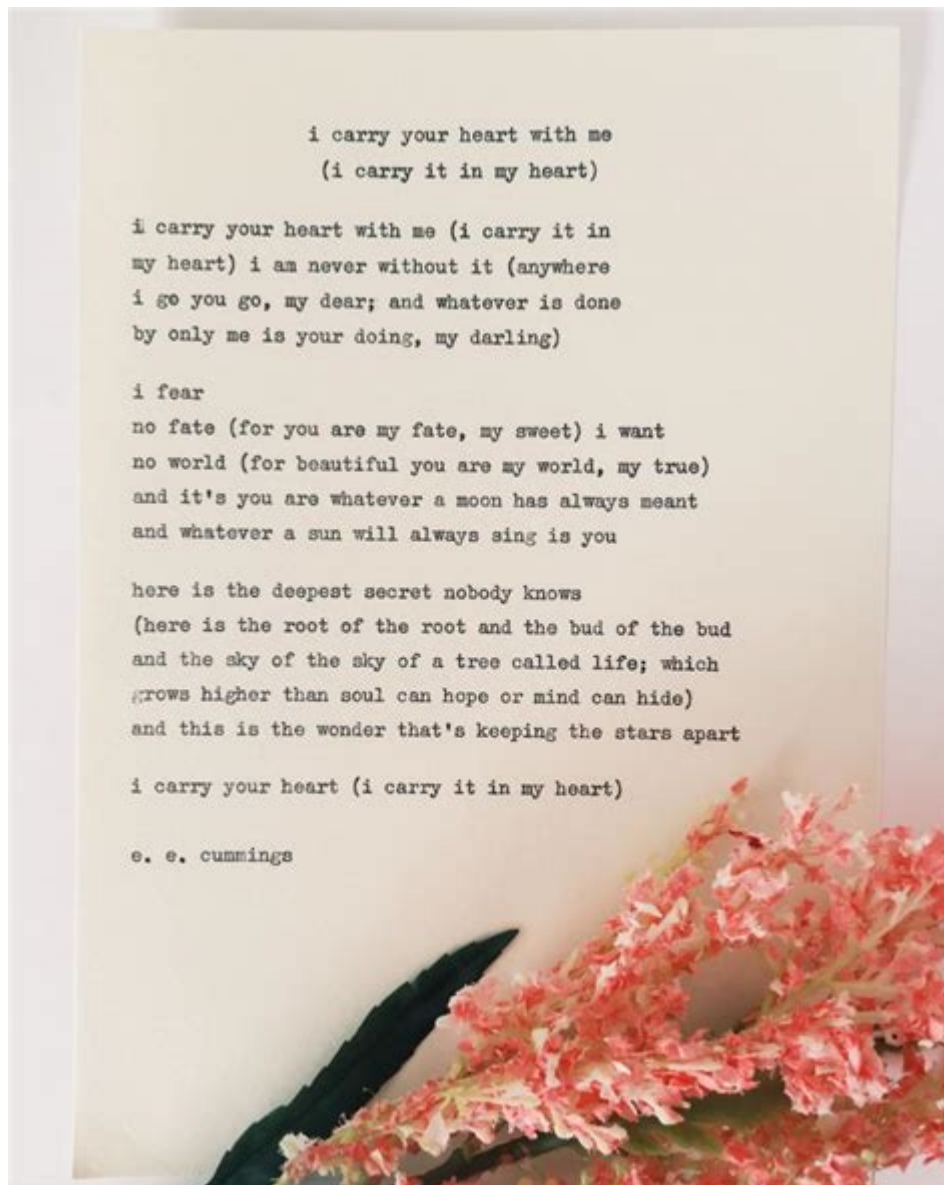 i carry your heart with me
(i carry it in my heart)
i carry your heart with me (i carry it in
my heart) i am never without it (anywhere
i go you go, my dear; and whatever is done
by only me is your doing, my darling)
i fear
no fate (for you are my fate, my sweet) i want
no world (for beautiful you are my world, my true)
and it's you are whatever a moon has always meant
and whatever a sun will always sing is you
here is the deepest secret nobody knows
(here is the root of the root and the bud of the bud
and the sky of the sky of a tree called life; which
grows higher than soul can hope or mind can hide)
and this is the wonder that's keeping the stars apart
i carry your heart (i carry it in my heart)
e. e. cummings